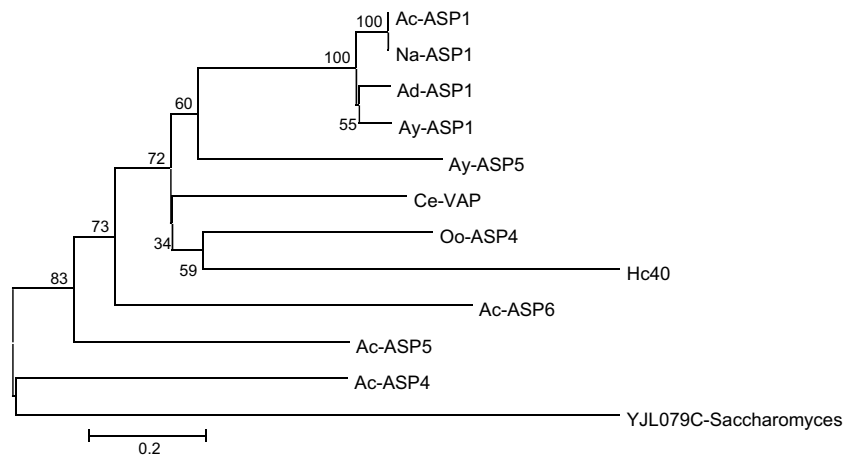 100
Ac-ASP1
Na-ASP1
100
Ad-ASP1
55
Ay-ASP1
60
72
Ay-ASP5
Ce-VAP
73
34
Oo-ASP4
59
Hc40
83
Ac-ASP6
Ac-ASP5
Ac-ASP4
YJL079C-Saccharomyces
0.2